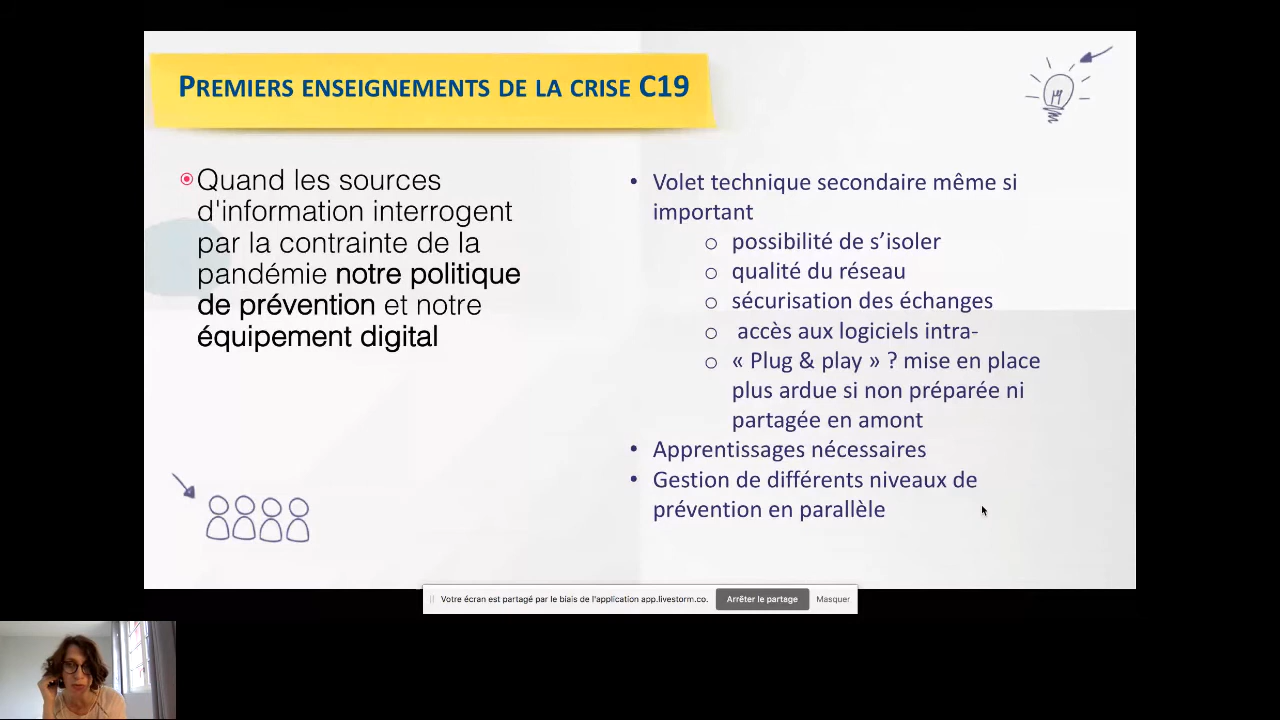 PREMIERS ENSEIGNEMENTS DE LA CRISE C19
Quand les sources
d'information interrogent
par la contrainte de la
pandémie notre politique
de prévention et notre
équipement digital
• Volet technique secondaire même si
important
o possibilité de s’isoler
o qualité du réseau
o sécurisation des échanges
o accès aux logiciels intra-
o « Plug & play » ? mise en place
plus ardue si non préparée ni
partagée en amont
• Apprentissages nécessaires
• Gestion de différents niveaux de
prévention en parallèle
Votre écran est partagé par le biais de l'application app.livestorm.co.
Arrêter le partage
Masquer